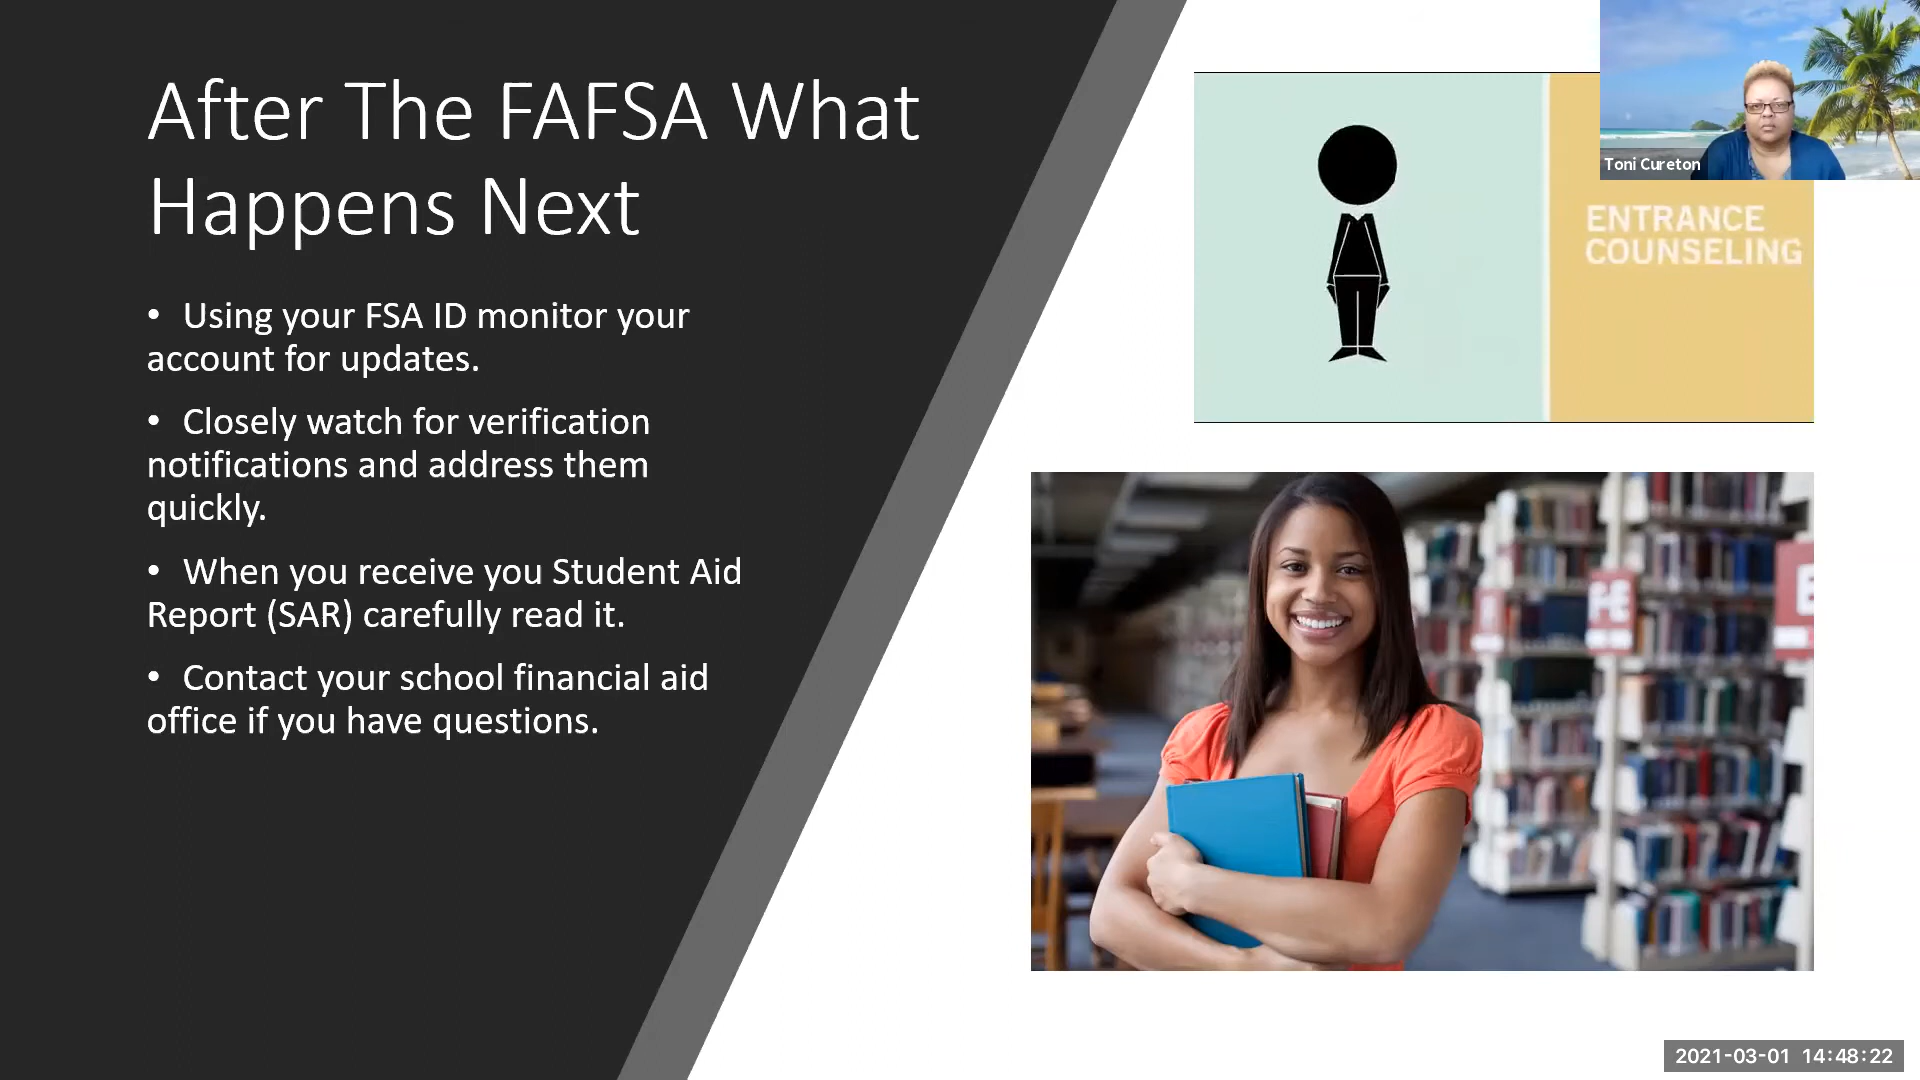 After The FAFSA What
Happens Next
• Using your FSA ID monitor your
account for updates.
• Closely watch for verification
notifications and address them
quickly.
• When you receive you Student Aid
Report (SAR) carefully read it.
• Contact your school financial aid
office if you have questions.
Toni Cureton
ENTRANCE
COUNSELING
2021-03-01 14:48:22